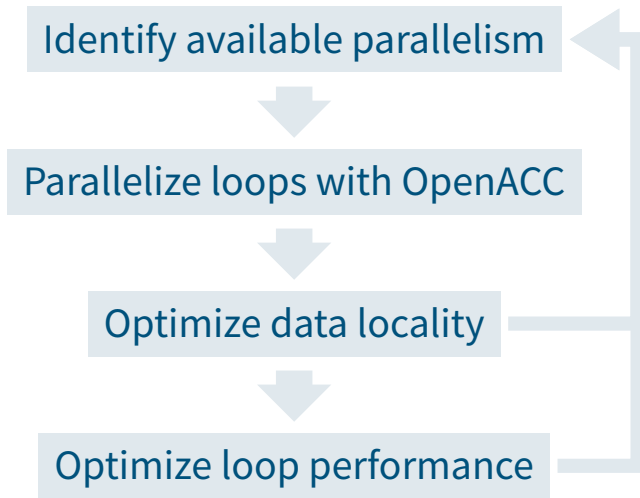 Identify available parallelism
Parallelize loops with OpenACC
Optimize data locality
Optimize loop performance